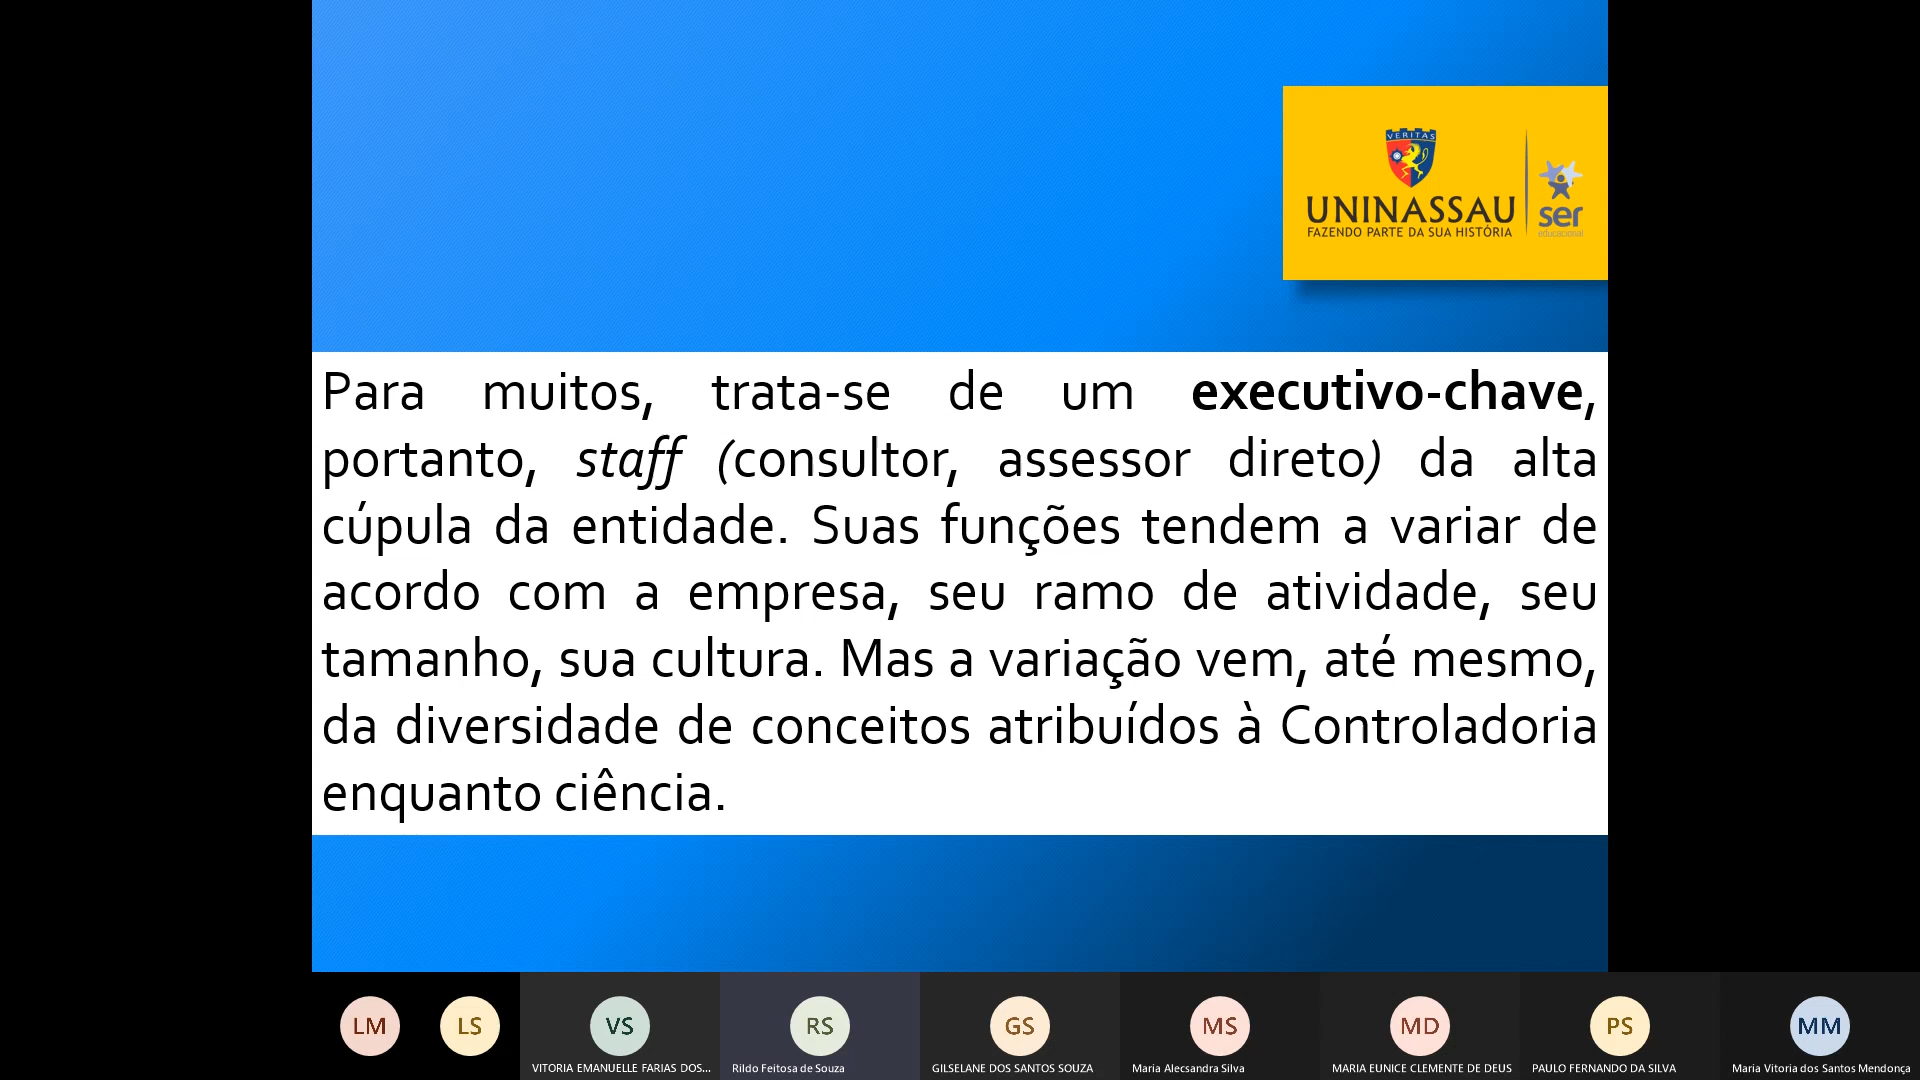 VERITAS
UNINASSAU
FAZENDO PARTE DA SUA HISTÓRIA
ser
educacional
Para muitos, trata-se de um executivo-chave,
portanto, staff (consultor, assessor direto) da alta
cúpula da entidade. Suas funções tendem a variar de
acordo com a empresa, seu ramo de atividade, seu
tamanho, sua cultura. Mas a variação vem, até mesmo,
da diversidade de conceitos atribuídos à Controladoria
enquanto ciência.
LM
LS
VS
RS
GS
MS
MD
PS
MM
VITORIA EMANUELLE FARIAS DOS...
Rildo Feitosa de Souza
GILSELANE DOS SANTOS SOUZA
Maria Alecsandra Silva
MARIA EUNICE CLEMENTE DE DEUS
PAULO FERNANDO DA SILVA
Maria Vitoria dos Santos Mendonça